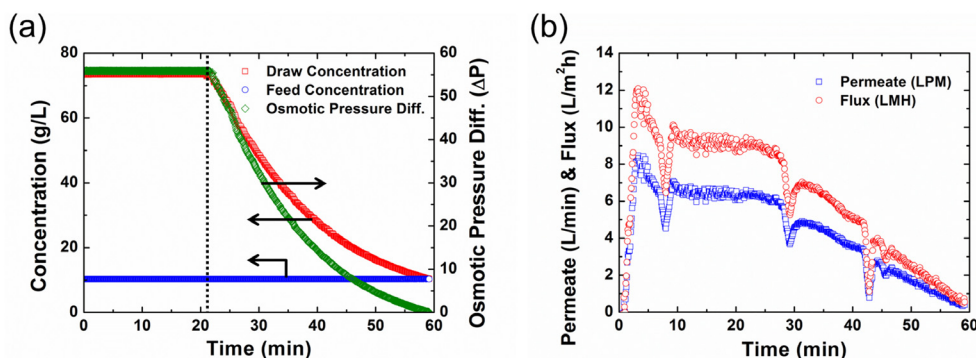 (a)
Concentration (g/L)
80
60
40
20
0
Draw Concentration
Feed Concentration
Osmotic Pressure Diff.
60
50
40
30
20
10
0
Osmotic Pressure Diff. (ΔP)
0 10 20 30 40 50 60
Time (min)
(b)
Permeate (L/min) & Flux (L/m²h)
14
12
10
8
6
4
2
0
Permeate (LPM)
Flux (LMH)
0 10 20 30 40 50 60
Time (min)